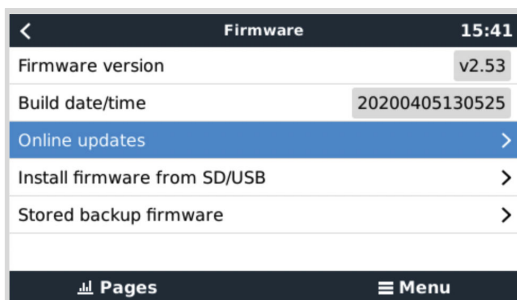 Firmware 15:41
Firmware version v2.53
Build date/time 20200405130525
Online updates
Install firmware from SD/USB
Stored backup firmware
Pages Menu